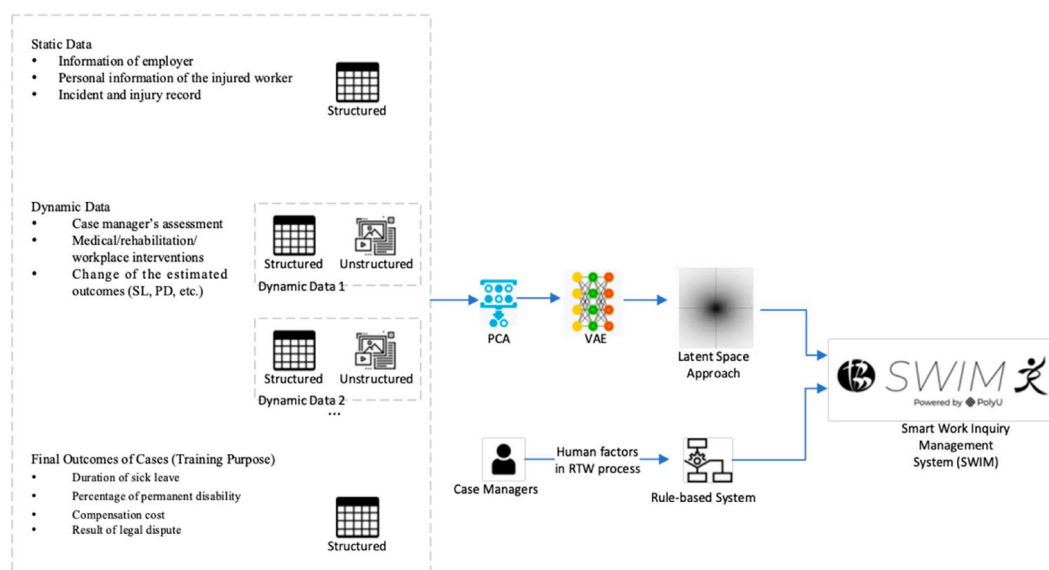 Static Data
• Information of employer
• Personal information of the injured worker
• Incident and injury record
Structured
Dynamic Data
• Case manager's assessment
• Medical/rehabilitation/
workplace interventions
• Change of the estimated
outcomes (SL, PD, etc.)
Structured
Unstructured
Dynamic Data 1
Structured
Unstructured
Dynamic Data 2
...
Final Outcomes of Cases (Training Purpose)
• Duration of sick leave
• Percentage of permanent disability
• Compensation cost
• Result of legal dispute
Structured
PCA
VAE
Latent Space
Approach
Case Managers
Human factors
in RTW process
Rule-based System
SWIM
Powered by PolyU
Smart Work Inquiry
Management
System (SWIM)